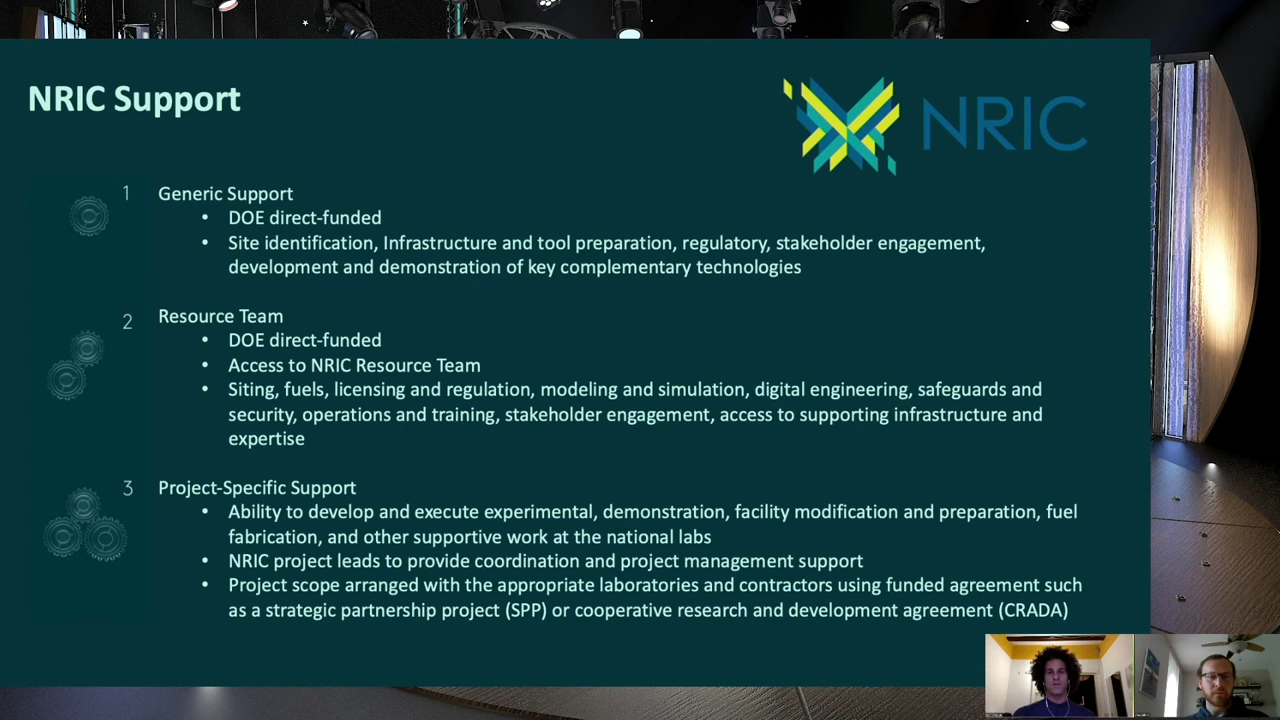 NRIC Support
NRIC
1 Generic Support
• DOE direct-funded
• Site identification, Infrastructure and tool preparation, regulatory, stakeholder engagement,
development and demonstration of key complementary technologies
2 Resource Team
• DOE direct-funded
• Access to NRIC Resource Team
• Siting, fuels, licensing and regulation, modeling and simulation, digital engineering, safeguards and
security, operations and training, stakeholder engagement, access to supporting infrastructure and
expertise
3 Project-Specific Support
• Ability to develop and execute experimental, demonstration, facility modification and preparation, fuel
fabrication, and other supportive work at the national labs
• NRIC project leads to provide coordination and project management support
• Project scope arranged with the appropriate laboratories and contractors using funded agreement such
as a strategic partnership project (SPP) or cooperative research and development agreement (CRADA)